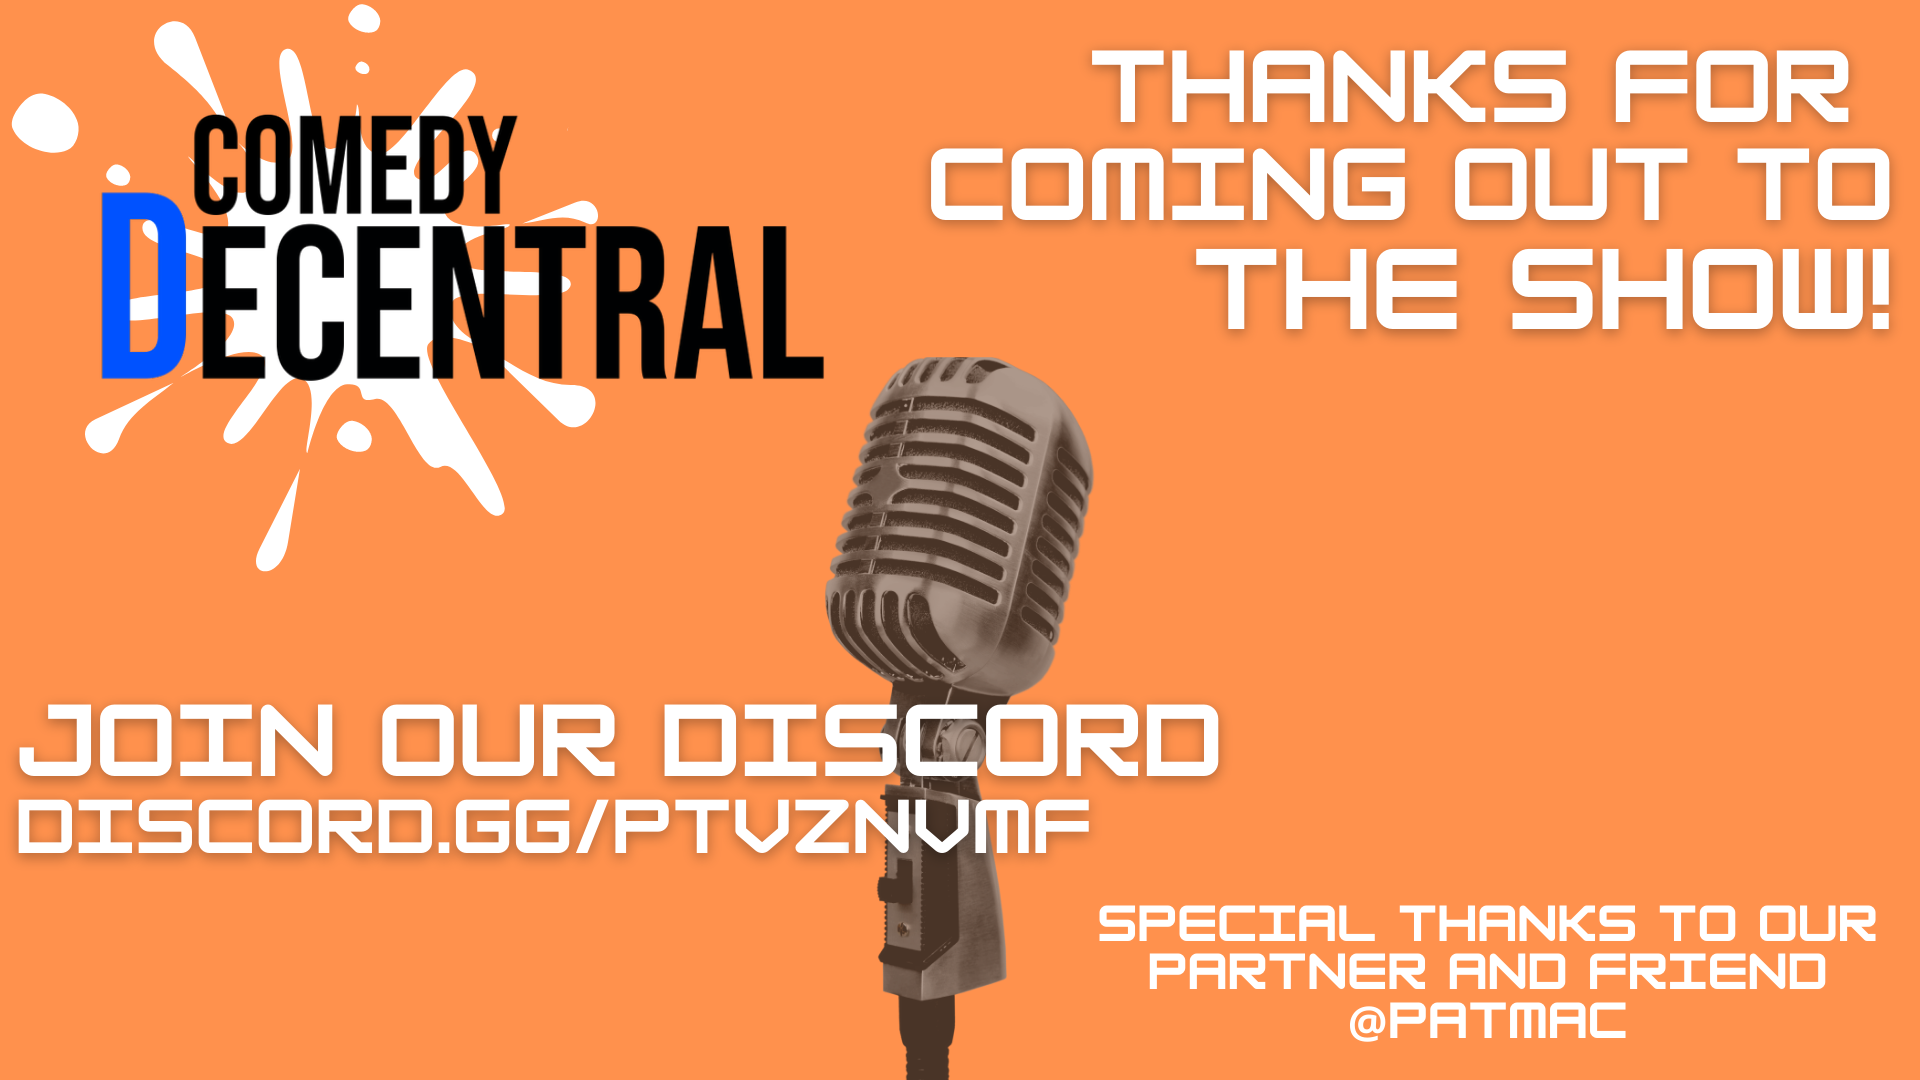 COMEDY
DECENTRAL
THANKS FOR
COMING OUT TO
THE SHOW!
JOIN OUR DISCORD
DISCORD.GG/PTVZNVMF
SPECIAL THANKS TO OUR
PARTNER AND FRIEND
@PATMAC